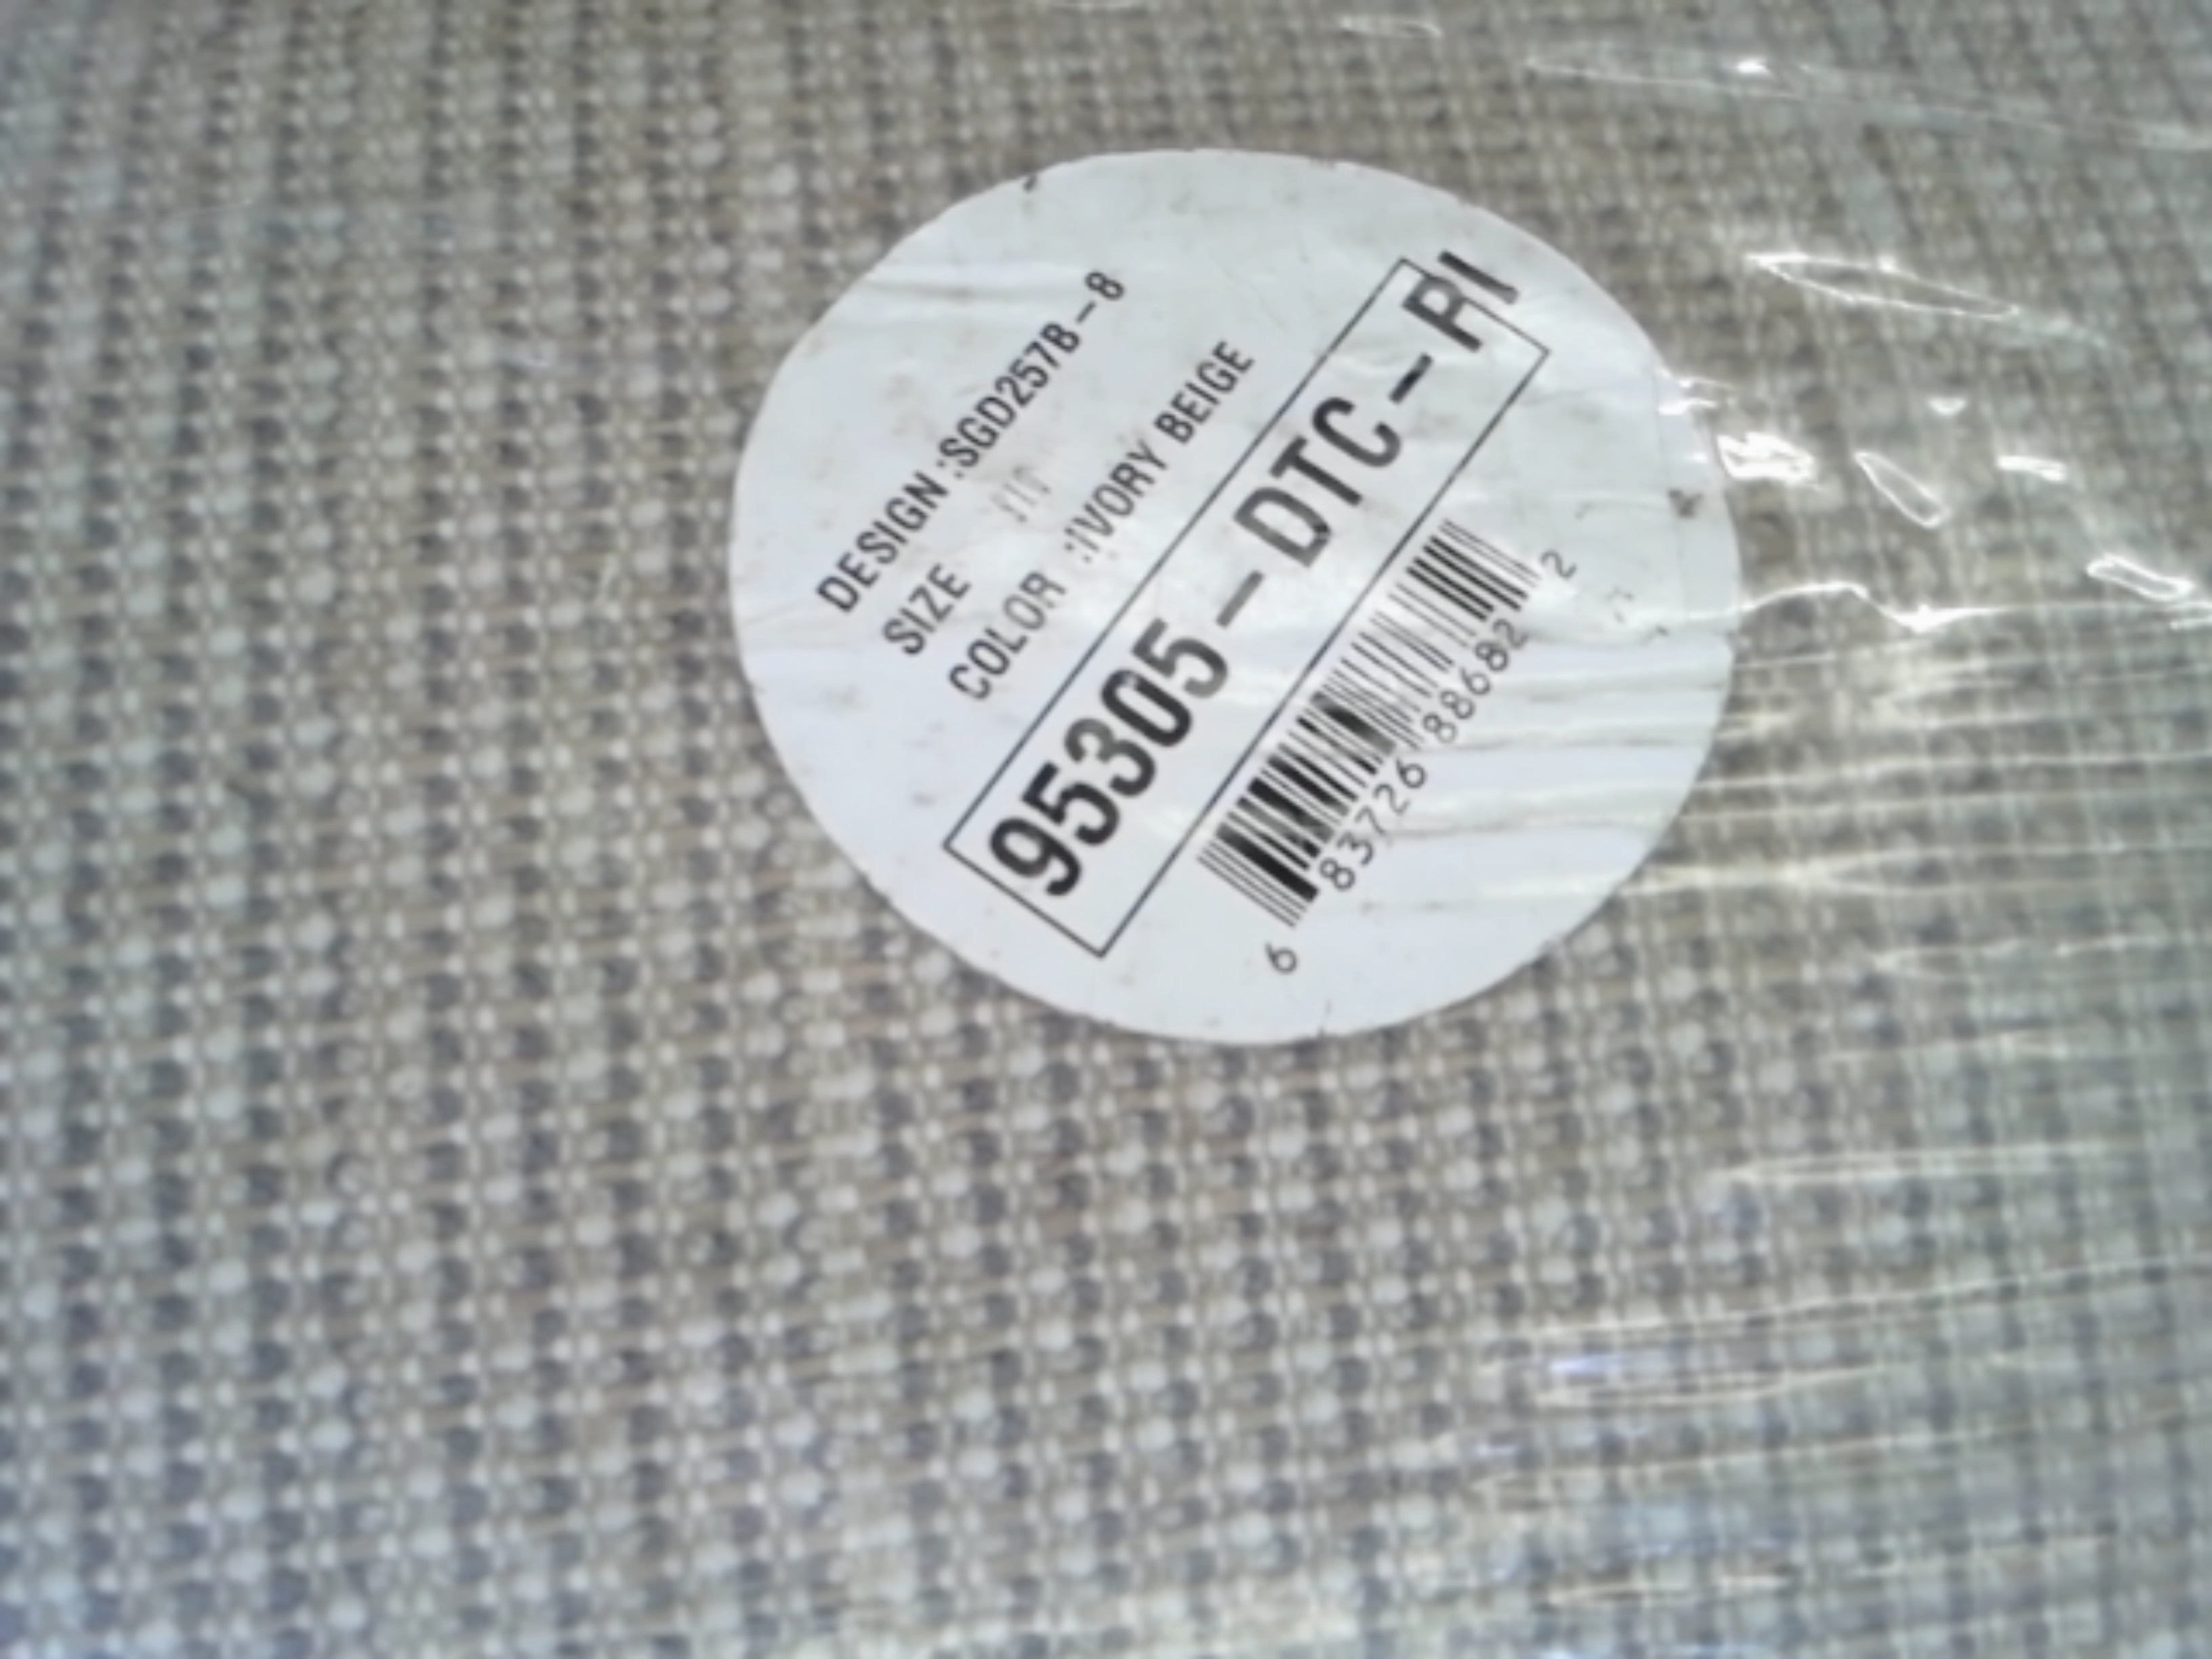 DESIGN :SGD257B-8
SIZE
COLOR :IVORY BEIGE
95305-DTC-RI
6 83726 88682 2